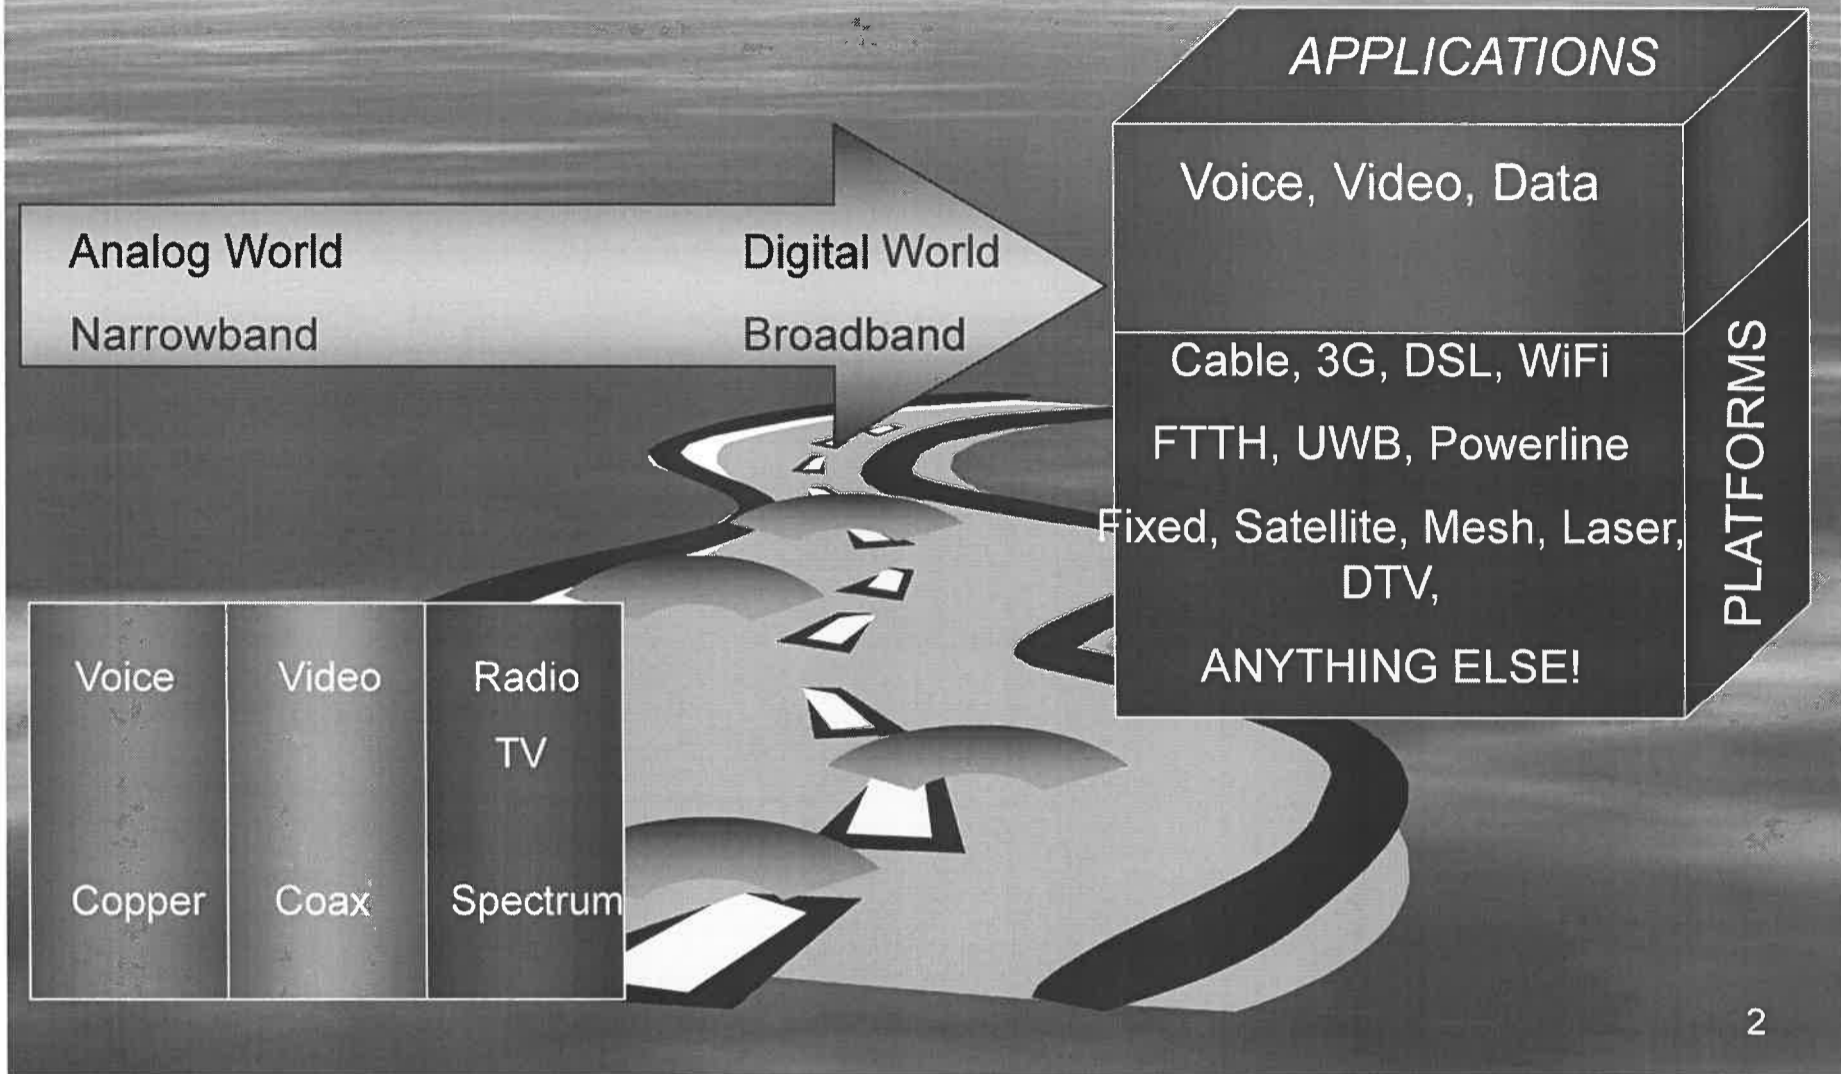 APPLICATIONS
Voice, Video, Data
Analog World
Digital World
Narrowband
Broadband
Cable, 3G, DSL, WiFi
FTTH, UWB, Powerline
Fixed, Satellite, Mesh, Laser,
DTV,
ANYTHING ELSE!
PLATFORMS
Voice
Video
Radio
TV
Copper
Coax
Spectrum
2